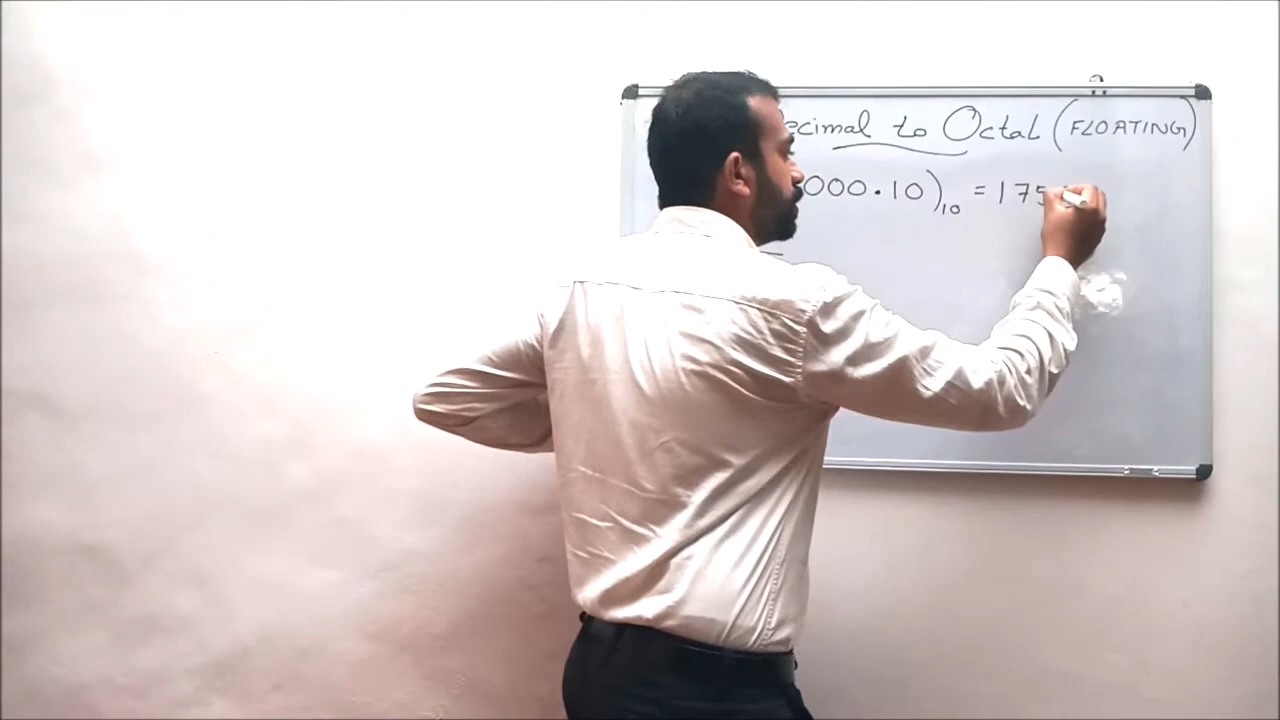 ecimal to Octal (FLOATING)
000.10)10 = 175